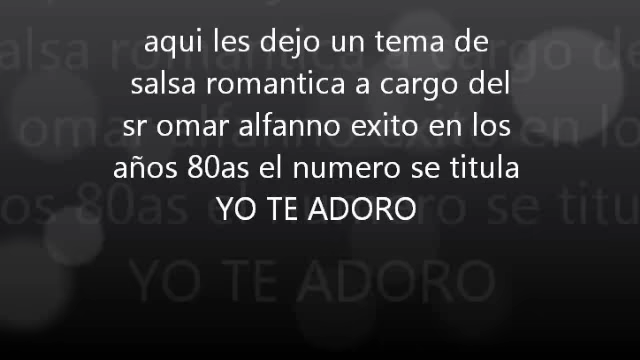 aqui les dejo un tema de
salsa romantica a cargo del
sr omar alfanno exito en los
años 80as el numero se titula
YO TE ADORO